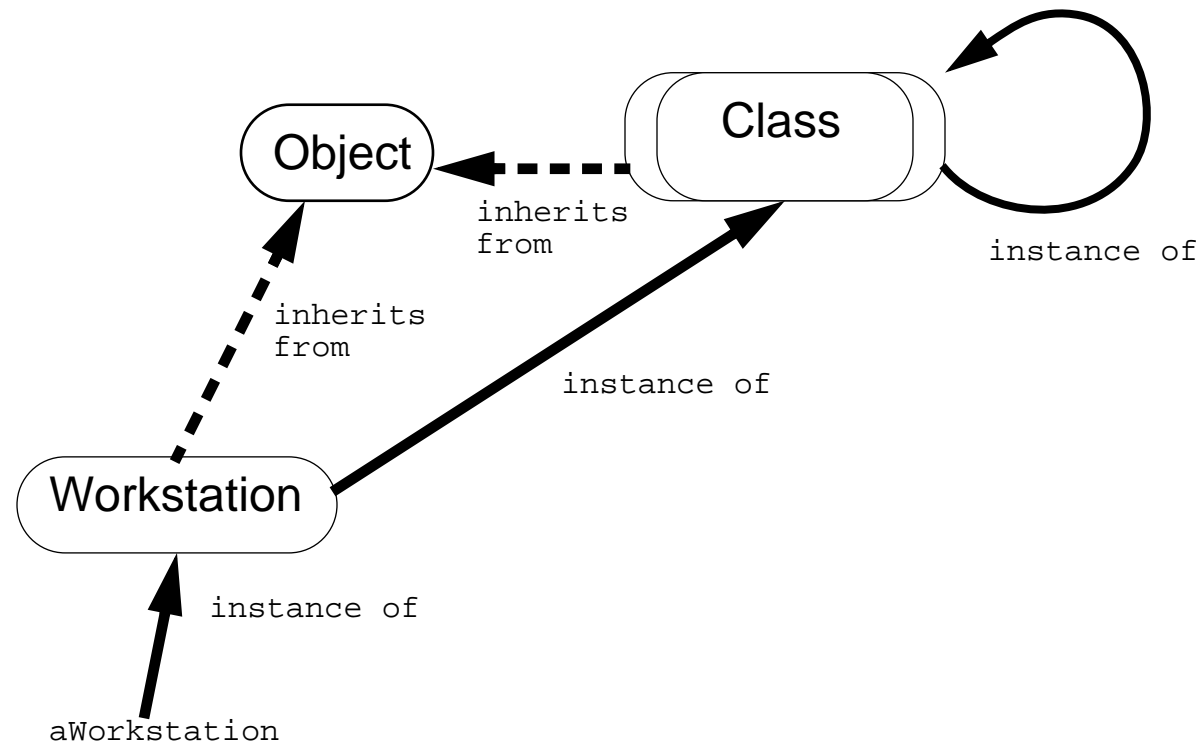 Class
Object
inherits
from
instance of
inherits
from
instance of
Workstation
instance of
aWorkstation